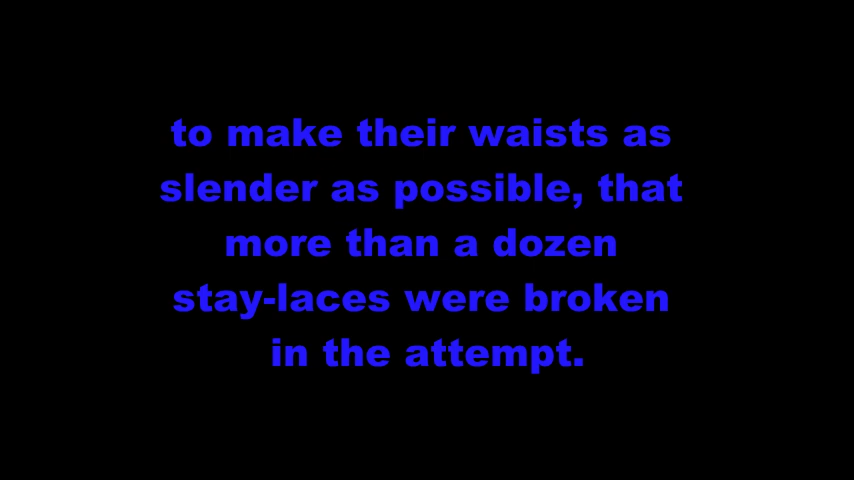 to make their waists as
slender as possible, that
more than a dozen
stay-laces were broken
in the attempt.